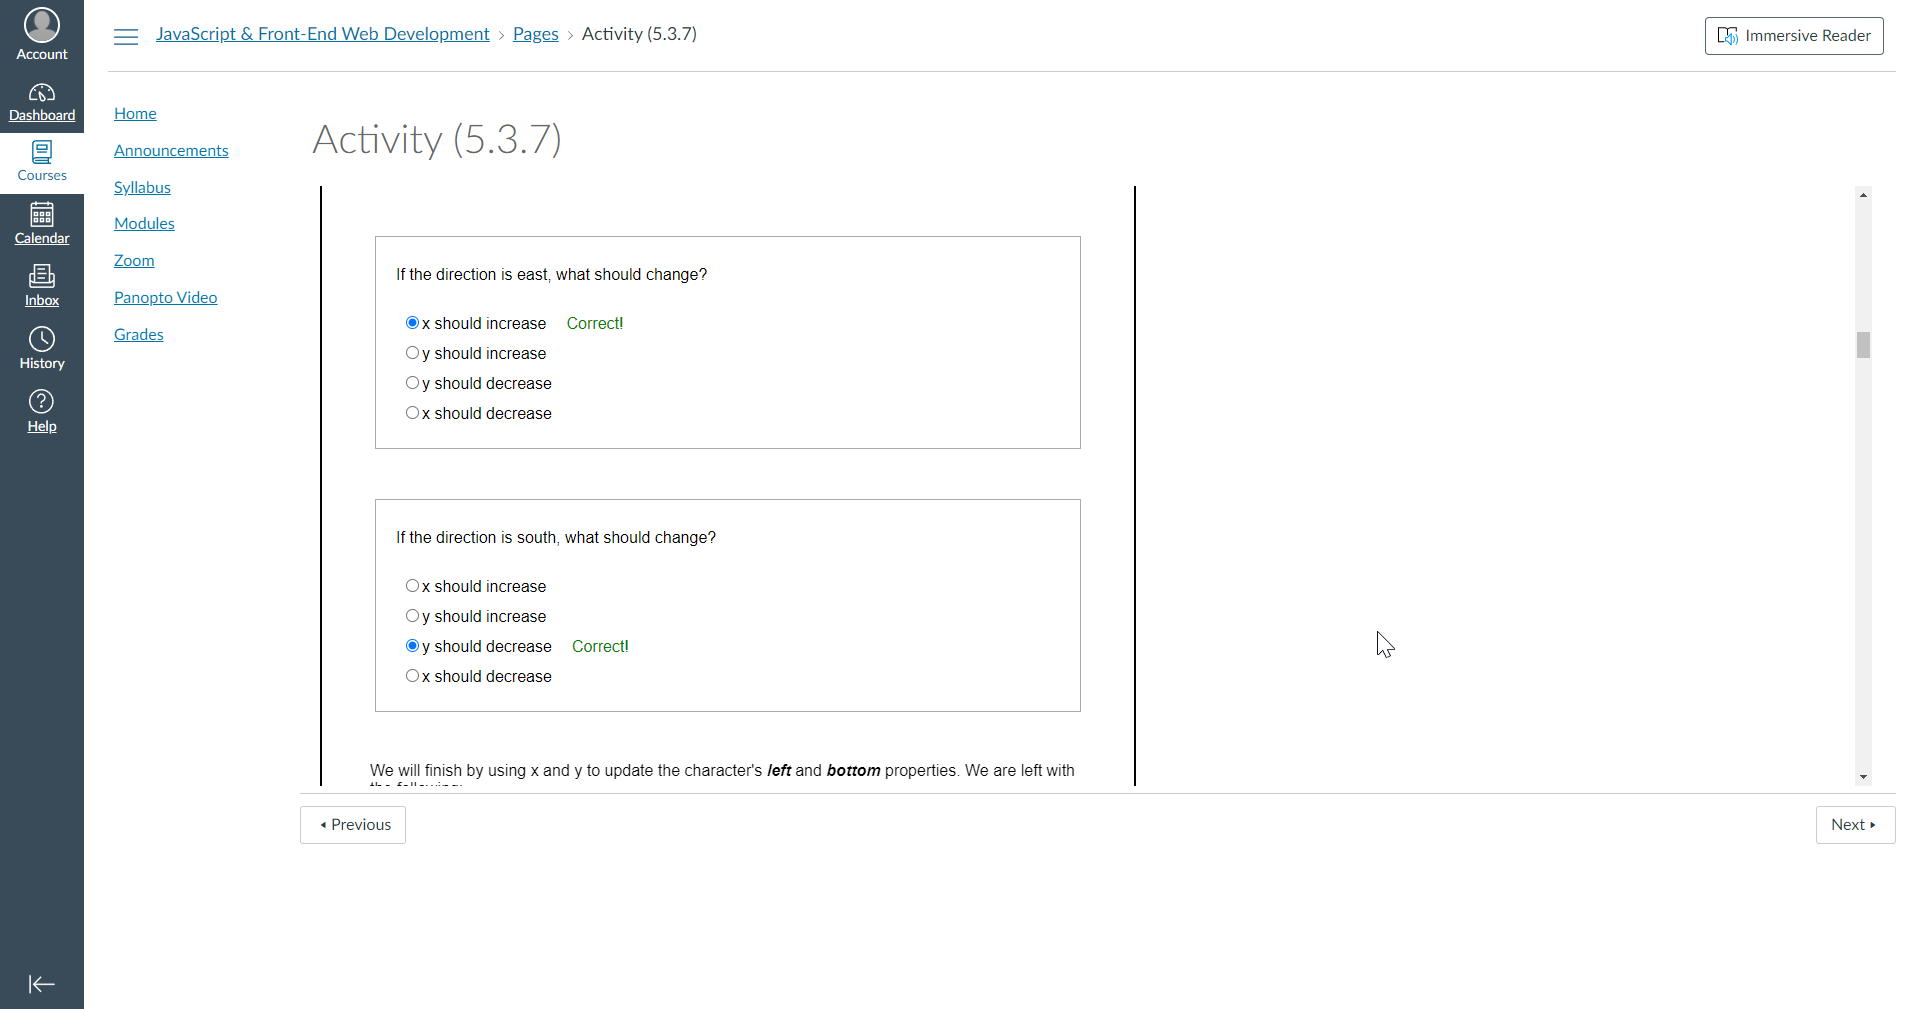 Account
Dashboard
Courses
Calendar
Inbox
History
Help
JavaScript & Front-End Web Development › Pages › Activity (5.3.7)
Immersive Reader
Home
Announcements
Syllabus
Modules
Zoom
Panopto Video
Grades
Activity (5.3.7)
If the direction is east, what should change?
x should increase Correct!
y should increase
y should decrease
x should decrease
If the direction is south, what should change?
x should increase
y should increase
y should decrease Correct!
x should decrease
We will finish by using x and y to update the character's left and bottom properties. We are left with
the following:
Previous
Next